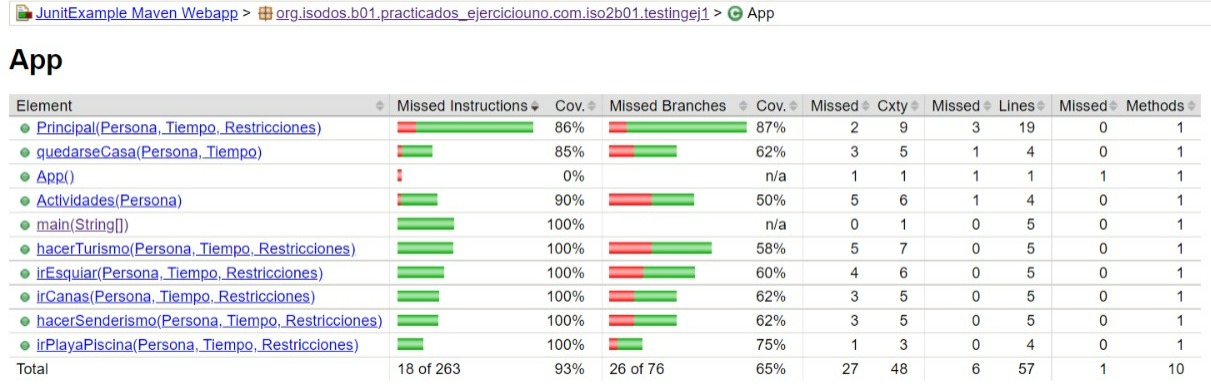 JunitExample Maven Webapp > org.isodos.b01.practicados_ejerciciouno.com.iso2b01.testingej1 > App
App
Element Missed Instructions Cov. Missed Branches Cov. Missed Cxty Missed Lines Missed Methods
Principal(Persona, Tiempo, Restricciones) 86% 87% 2 9 3 19 0 1
quedarseCasa(Persona, Tiempo) 85% 62% 3 5 1 4 0 1
App() 0% n/a 1 1 1 1 1 1
Actividades(Persona) 90% 50% 5 6 1 4 0 1
main(String[]) 100% n/a 0 1 0 5 0 1
hacerTurismo(Persona, Tiempo, Restricciones) 100% 58% 5 7 0 5 0 1
irEsquiar(Persona, Tiempo, Restricciones) 100% 60% 4 6 0 5 0 1
irCanas(Persona, Tiempo, Restricciones) 100% 62% 3 5 0 5 0 1
hacerSenderismo(Persona, Tiempo, Restricciones) 100% 62% 3 5 0 5 0 1
irPlayaPiscina(Persona, Tiempo, Restricciones) 100% 75% 1 3 0 4 0 1
Total 18 of 263 93% 26 of 76 65% 27 48 6 57 1 10